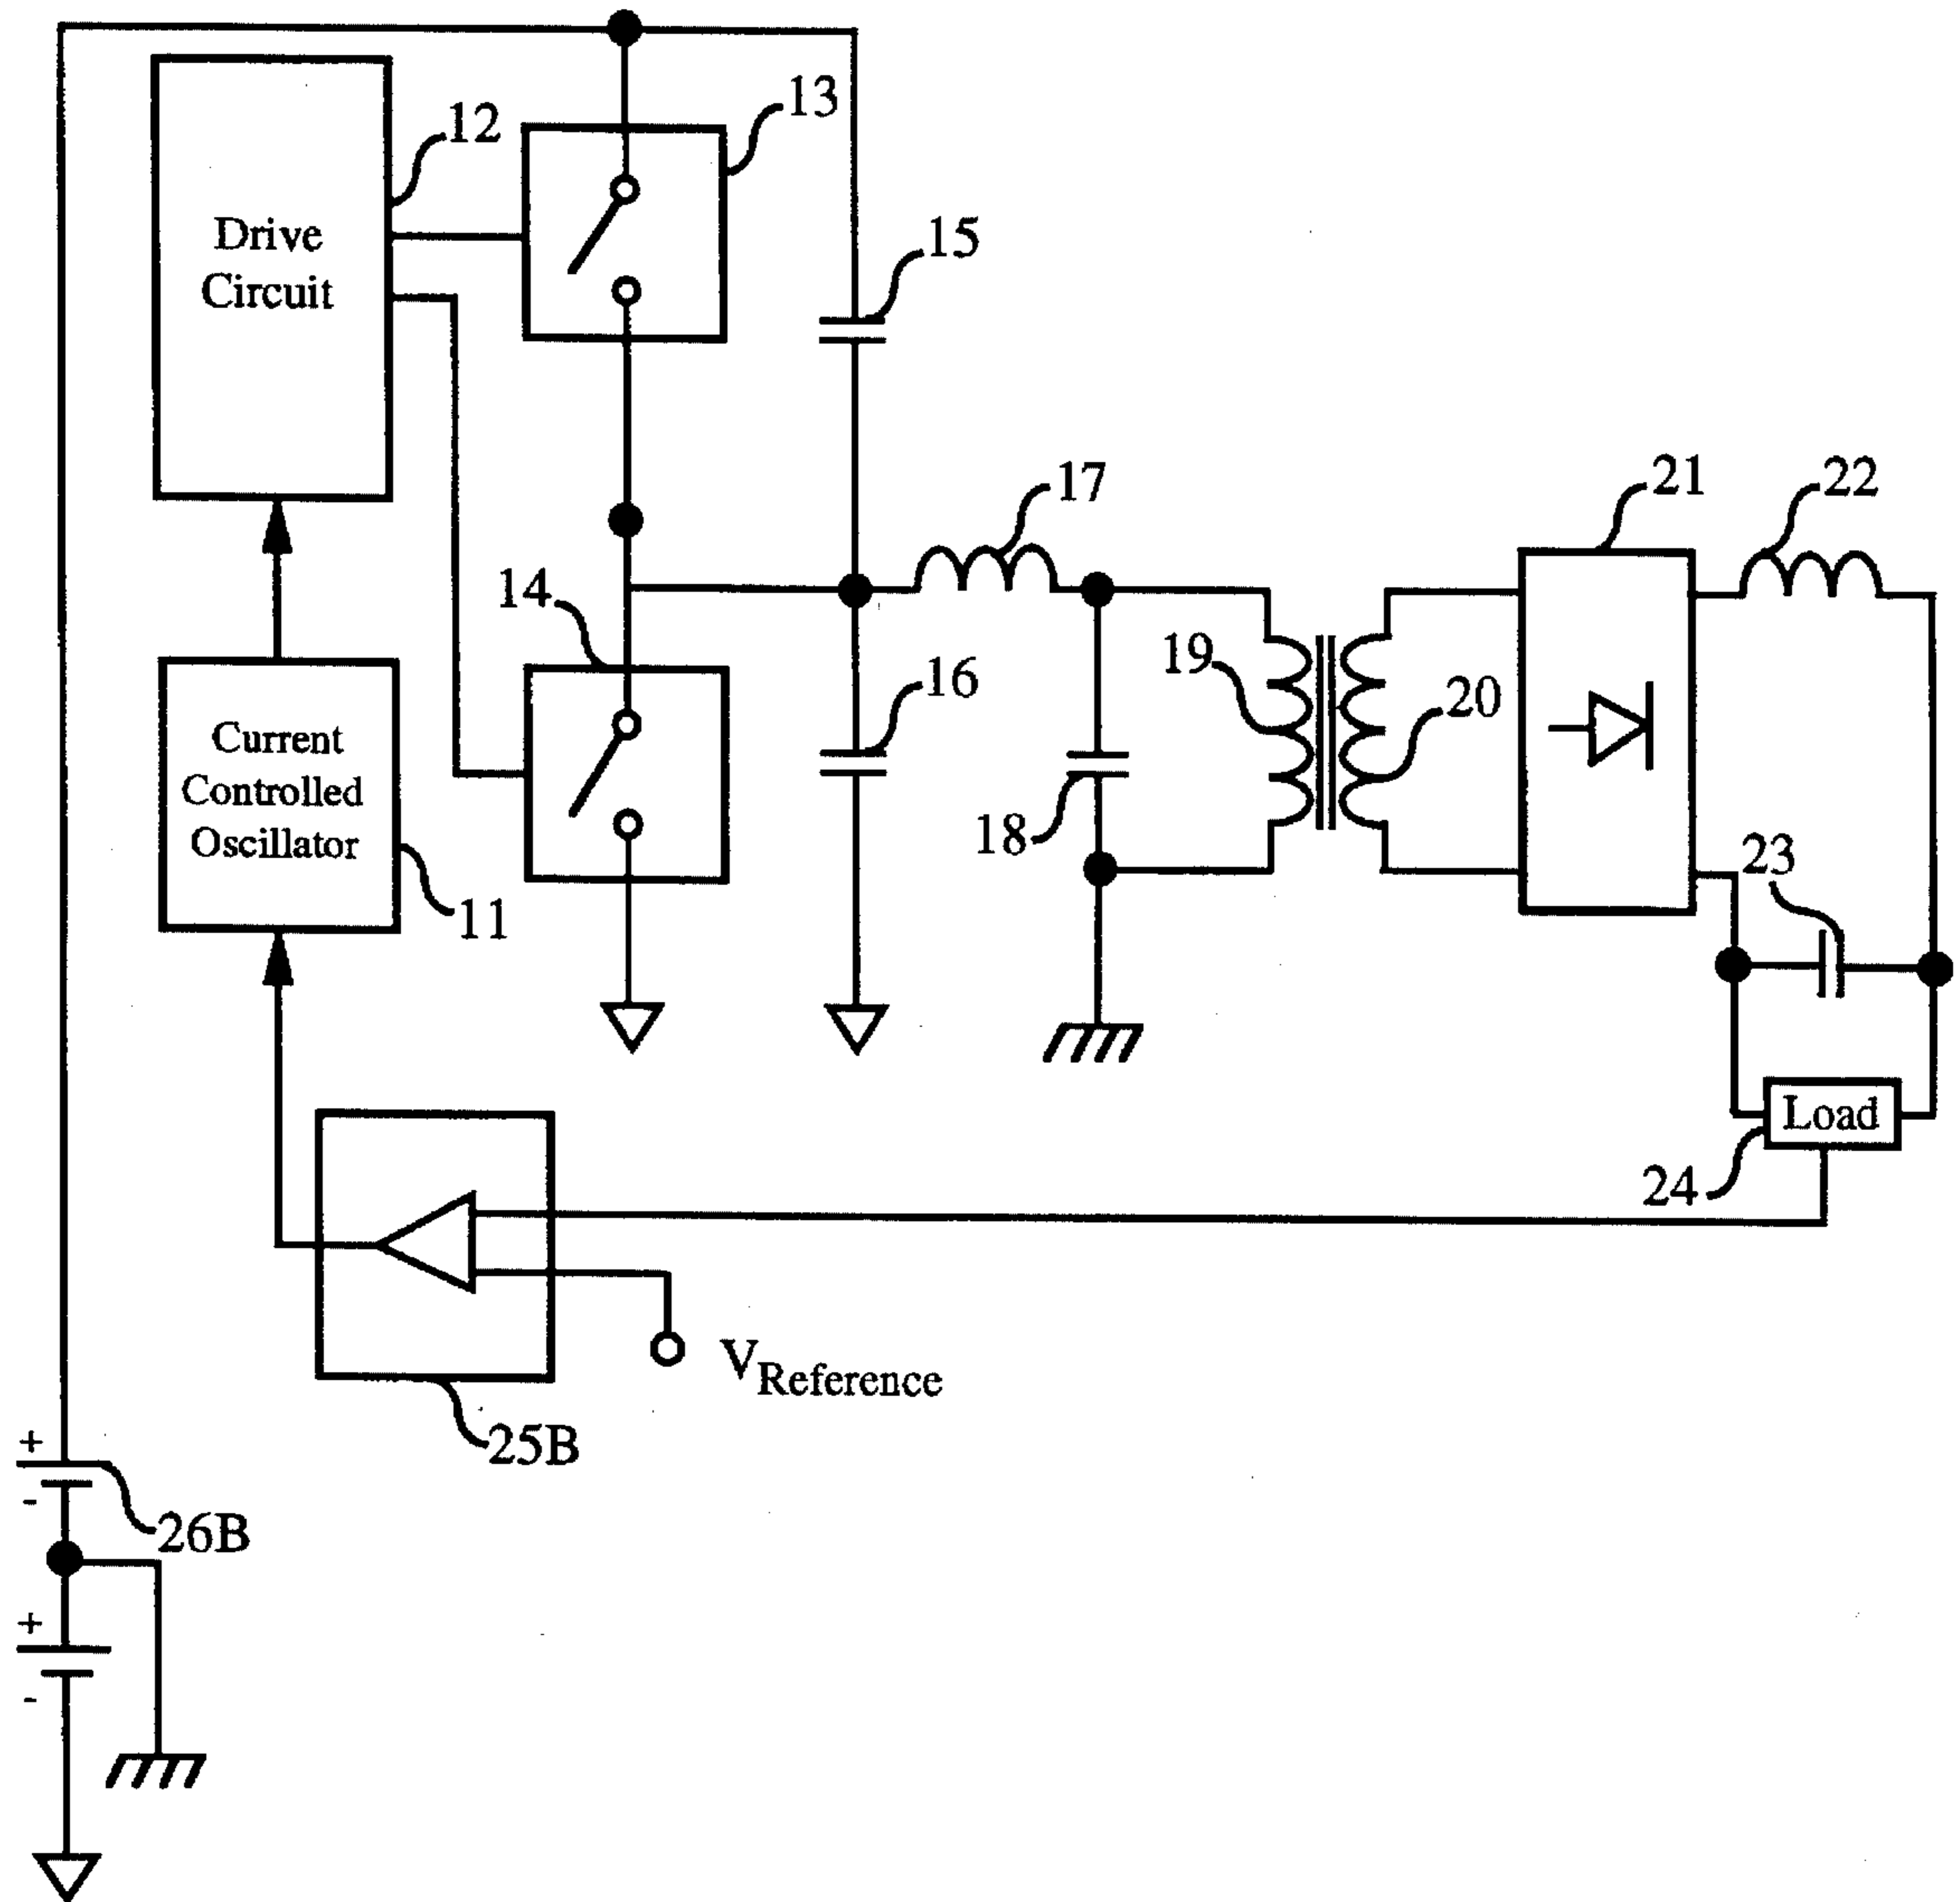 13
12
Drive
Circuit
15
17
21
22
14
16
19
20
Current
Controlled
Oscillator
18
23
11
Load
24
V Reference
25B
+
-
26B
+
-